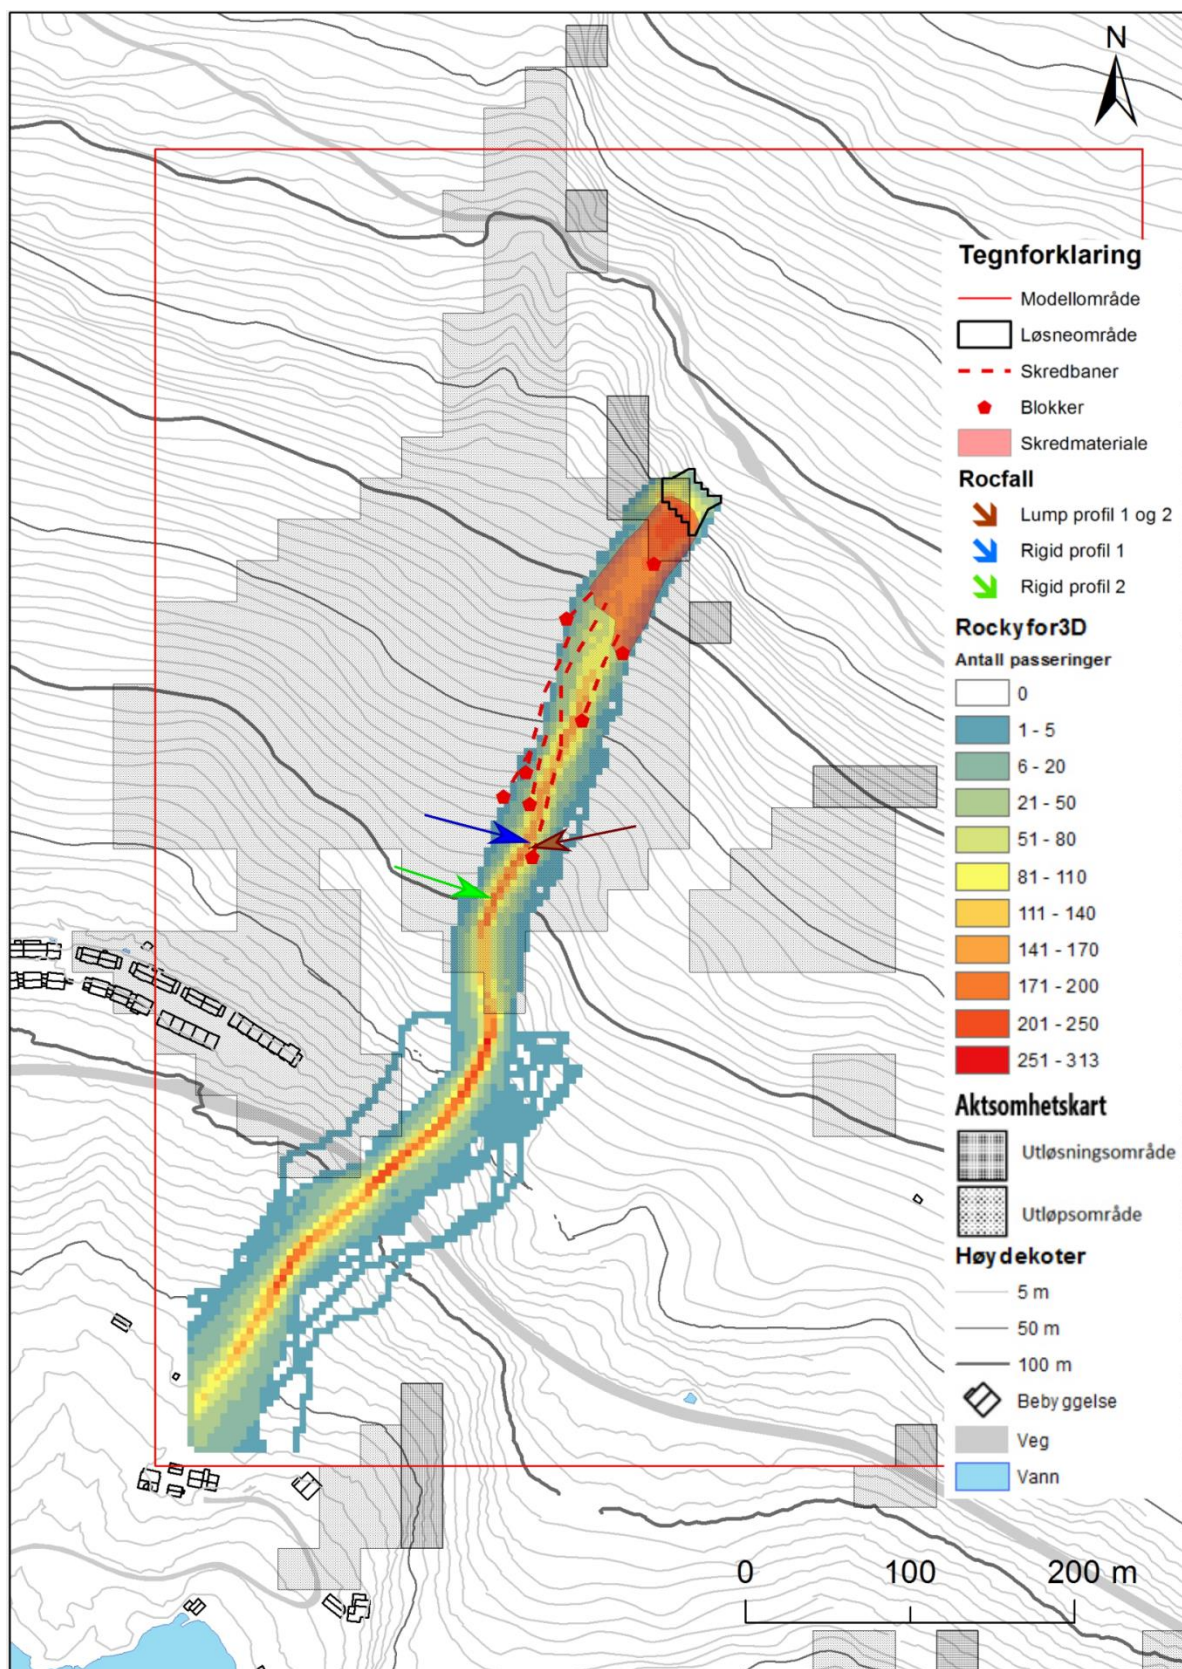 N
Tegnforklaring
Modellområde
Løsneområde
Skredbaner
Blokker
Skredmateriale
Rocfall
Lump profil 1 og 2
Rigid profil 1
Rigid profil 2
Rockyfor3D
Antall passeringer
0
1 - 5
6 - 20
21 - 50
51 - 80
81 - 110
111 - 140
141 - 170
171 - 200
201 - 250
251 - 313
Aktsomhetskart
Utløsningsområde
Utløpsområde
Høydekoter
5 m
50 m
100 m
Bebyggelse
Veg
Vann
0 100 200 m